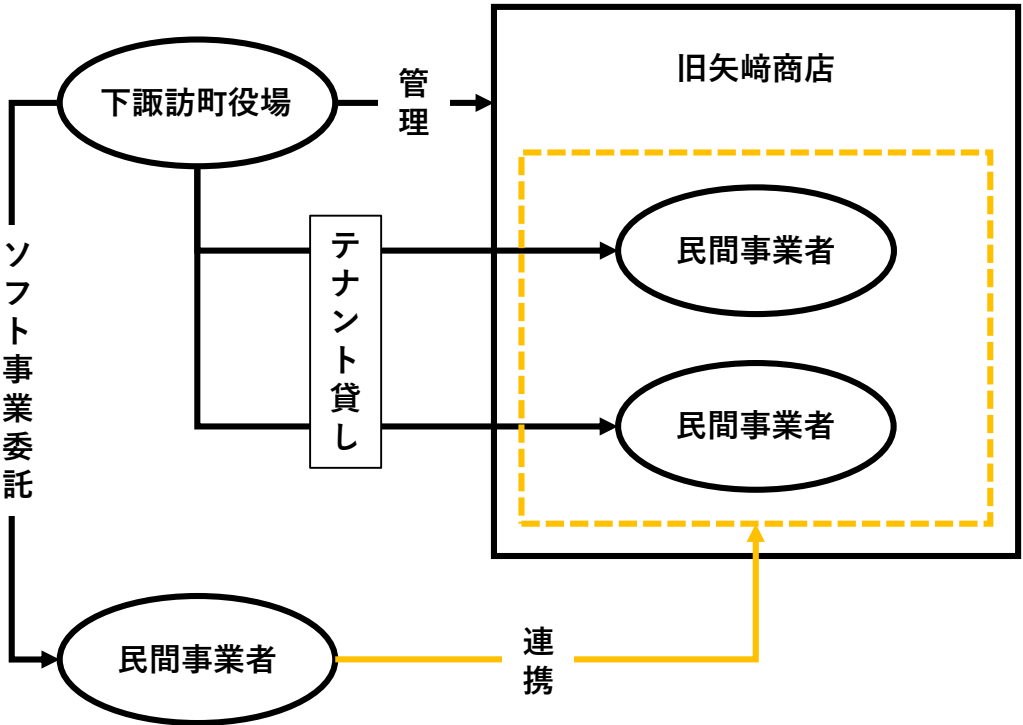 旧矢﨑商店
下諏訪町役場
管理
テナント貸し
民間事業者
民間事業者
ソフト事業委託
民間事業者
連携